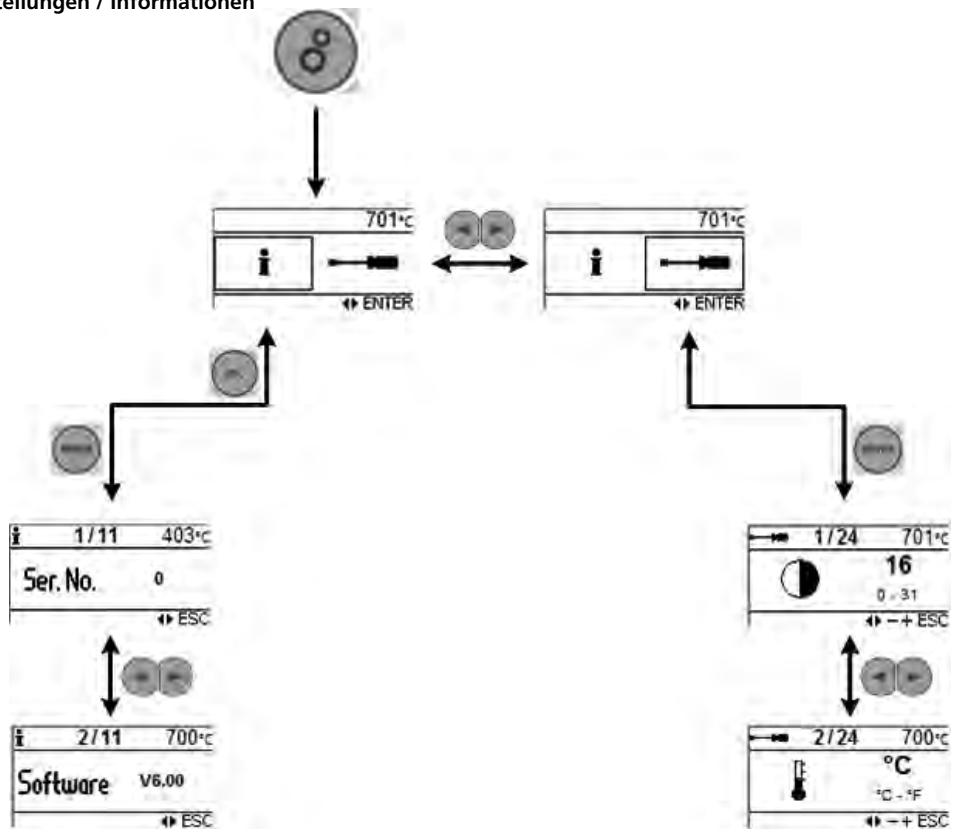 tellungen / Informationen
701°C
701°C
i
i
◂▸ ENTER
◂▸ ENTER
i 1/11 403°C
1/24 701°C
Ser. No. 0
16
0 - 31
◂▸ ESC
◂▸ – + ESC
i 2/11 700°C
2/24 700°C
Software V6.00
°C
°C - °F
◂▸ ESC
◂▸ – + ESC